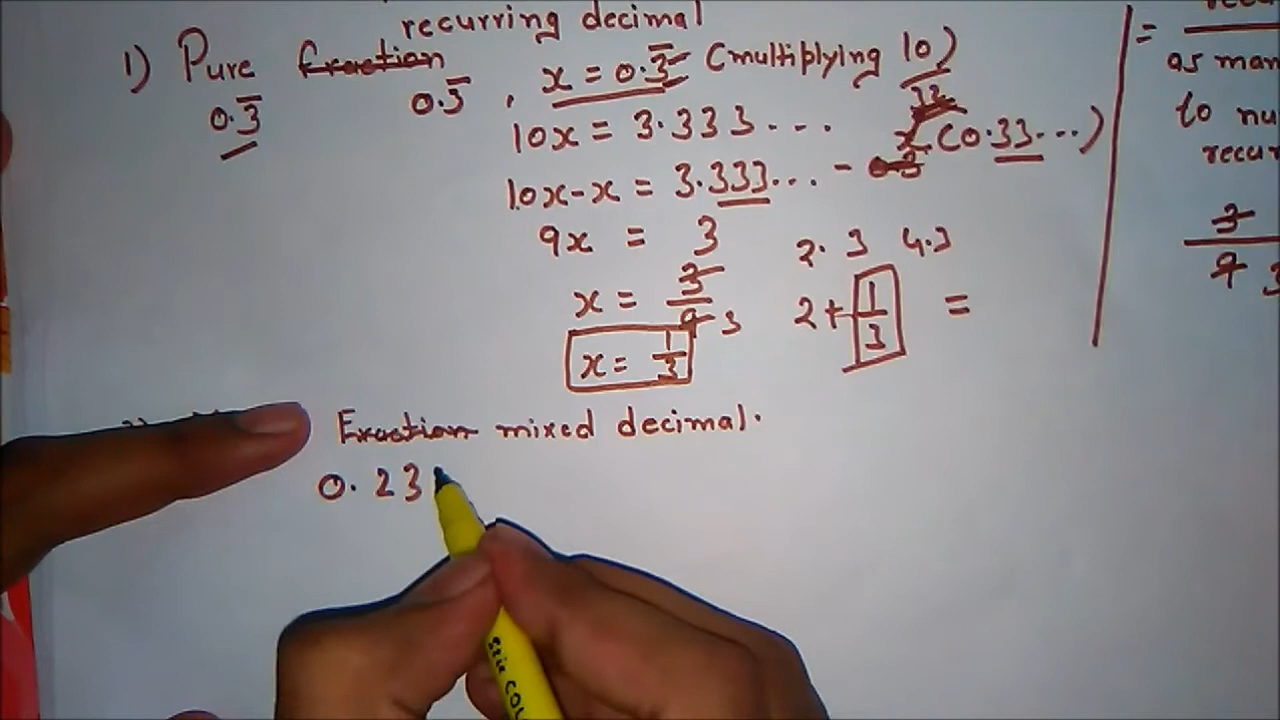 recurring decimal
1) Pure fraction
0.3̅
0.3̅ , x = 0.3̅ (multiplying 10)
10x = 3.333...
10x-x = 3.333... - (0.33...)
9x = 3
x = 3/9 3
x = 1/3
2.3 4.3
2+ 1/3 =
=
as man
to nu
recur
3/9 3
Fraction mixed decimal.
0.23